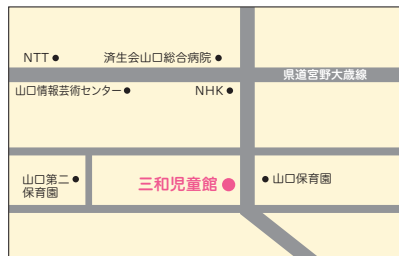 NTT
済生会山口総合病院
県道宮野大歳線
山口情報芸術センター
NHK
山口第二
保育園
三和児童館
山口保育園